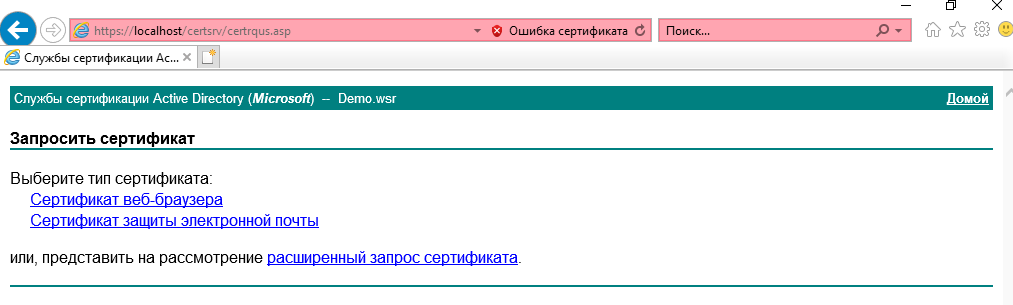 https://localhost/certsrv/certrqus.asp Ошибка сертификата Поиск...
Службы сертификации Ac...
Службы сертификации Active Directory (Microsoft) -- Demo.wsr Домой
Запросить сертификат
Выберите тип сертификата:
Сертификат веб-браузера
Сертификат защиты электронной почты
или, представить на рассмотрение расширенный запрос сертификата.